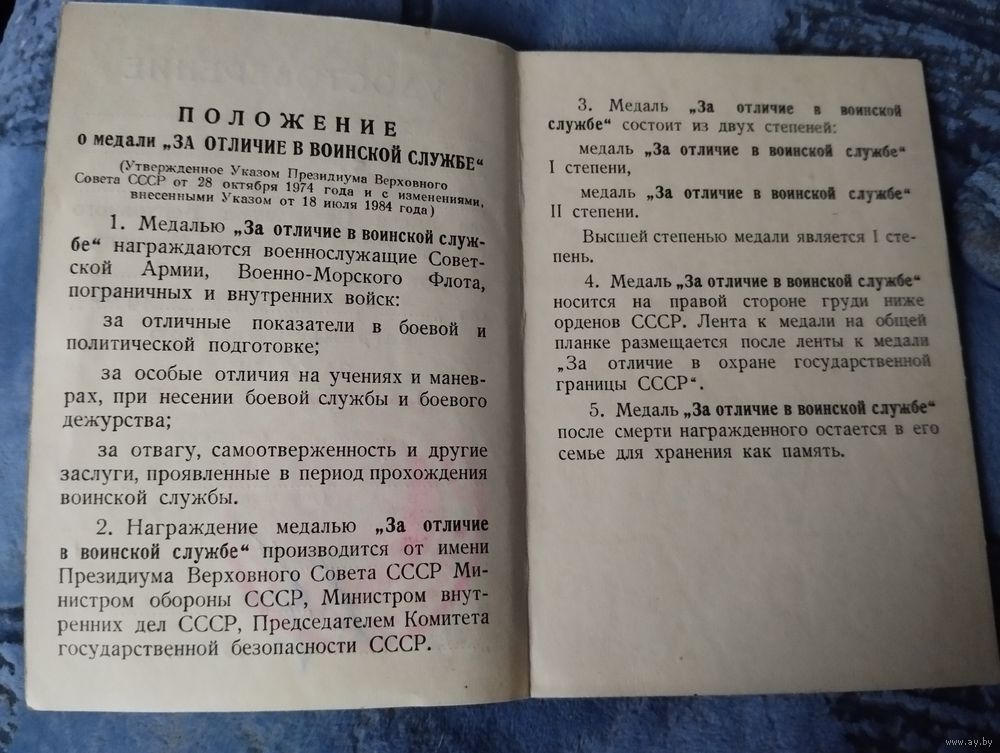 ПОЛОЖЕНИЕ
о медали „ЗА ОТЛИЧИЕ В ВОИНСКОЙ СЛУЖБЕ“
(Утвержденное Указом Президиума Верховного
Совета СССР от 28 октября 1974 года и с изменениями,
внесенными Указом от 18 июля 1984 года)
1. Медалью „За отличие в воинской служ-
бе“ награждаются военнослужащие Совет-
ской Армии, Военно-Морского Флота,
пограничных и внутренних войск:
за отличные показатели в боевой и
политической подготовке;
за особые отличия на учениях и манев-
рах, при несении боевой службы и боевого
дежурства;
за отвагу, самоотверженность и другие
заслуги, проявленные в период прохождения
воинской службы.
2. Награждение медалью „За отличие
в воинской службе“ производится от имени
Президиума Верховного Совета СССР Ми-
нистром обороны СССР, Министром внут-
ренних дел СССР, Председателем Комитета
государственной безопасности СССР.
3. Медаль „За отличие в воинской
службе“ состоит из двух степеней:
медаль „За отличие в воинской службе“
I степени,
медаль „За отличие в воинской службе“
II степени.
Высшей степенью медали является I сте-
пень.
4. Медаль „За отличие в воинской службе“
носится на правой стороне груди ниже
орденов СССР. Лента к медали на общей
планке размещается после ленты к медали
„За отличие в охране государственной
границы СССР“.
5. Медаль „За отличие в воинской службе“
после смерти награжденного остается в его
семье для хранения как память.
www.ay.by